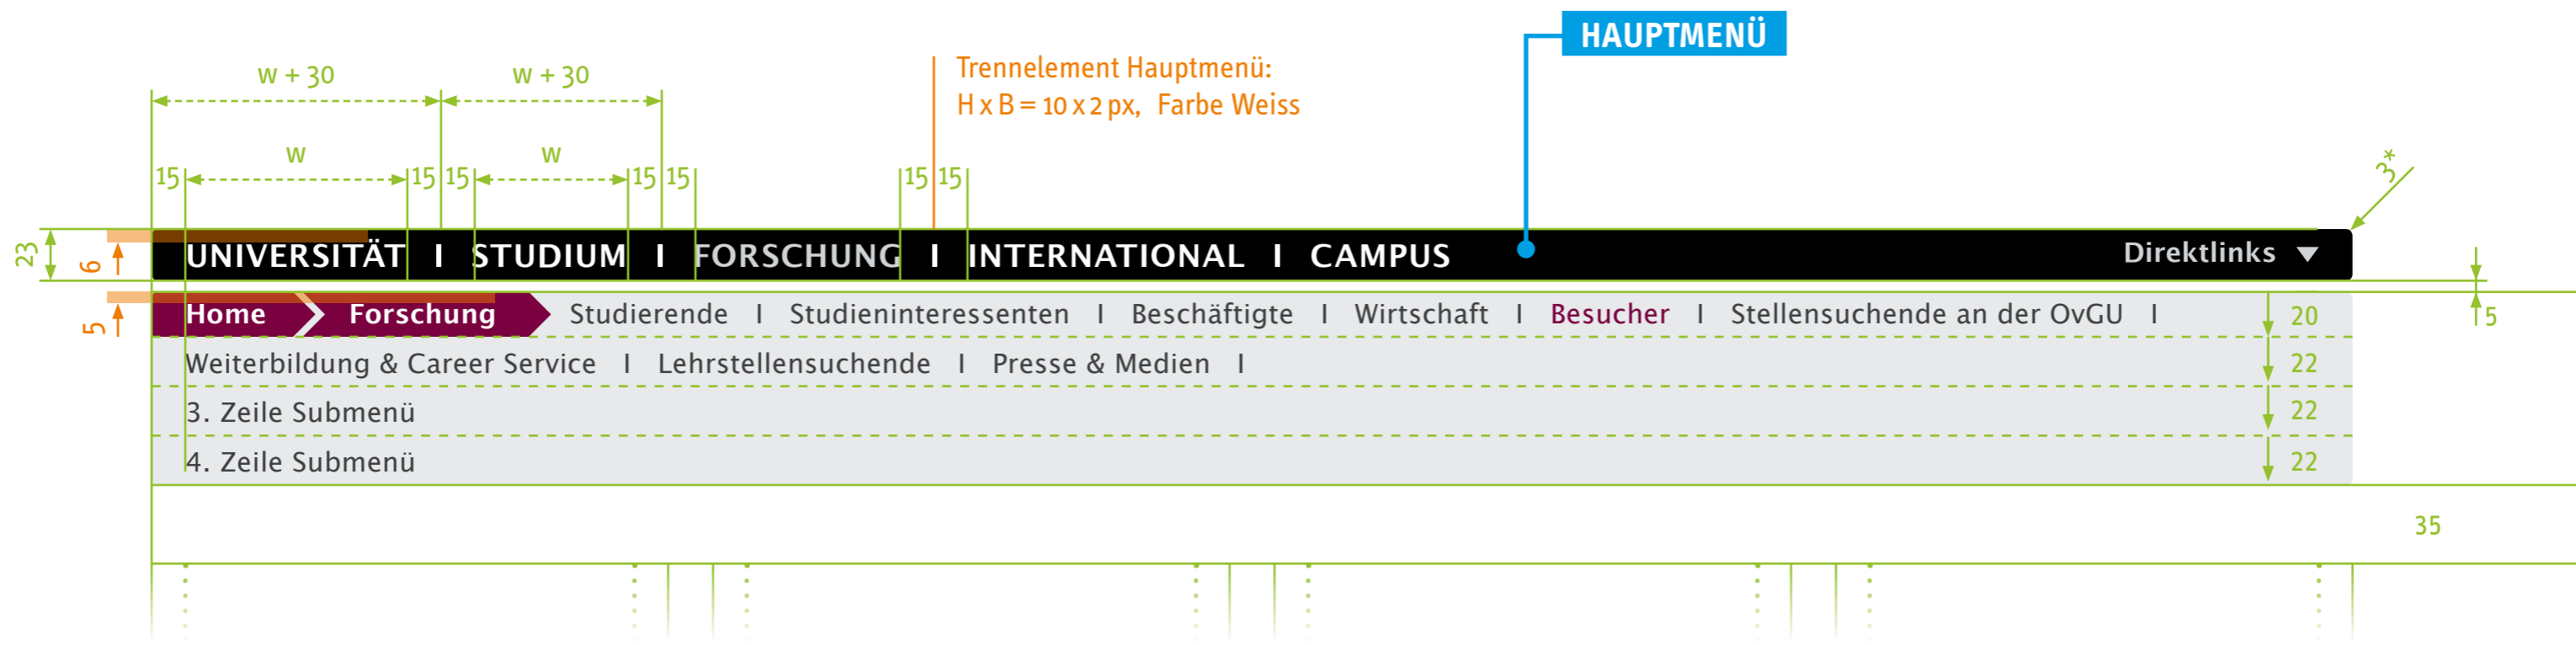 HAUPTMENÜ
w + 30 w + 30
Trennelement Hauptmenü:
H x B = 10 x 2 px, Farbe Weiss
w w
15 15 15 15 15 15 15
3*
23
6
UNIVERSITÄT I STUDIUM I FORSCHUNG I INTERNATIONAL I CAMPUS Direktlinks
5
Home Forschung Studierende I Studieninteressenten I Beschäftigte I Wirtschaft I Besucher I Stellensuchende an der OvGU I 20
5
Weiterbildung & Career Service I Lehrstellensuchende I Presse & Medien I 22
3. Zeile Submenü 22
4. Zeile Submenü 22
35